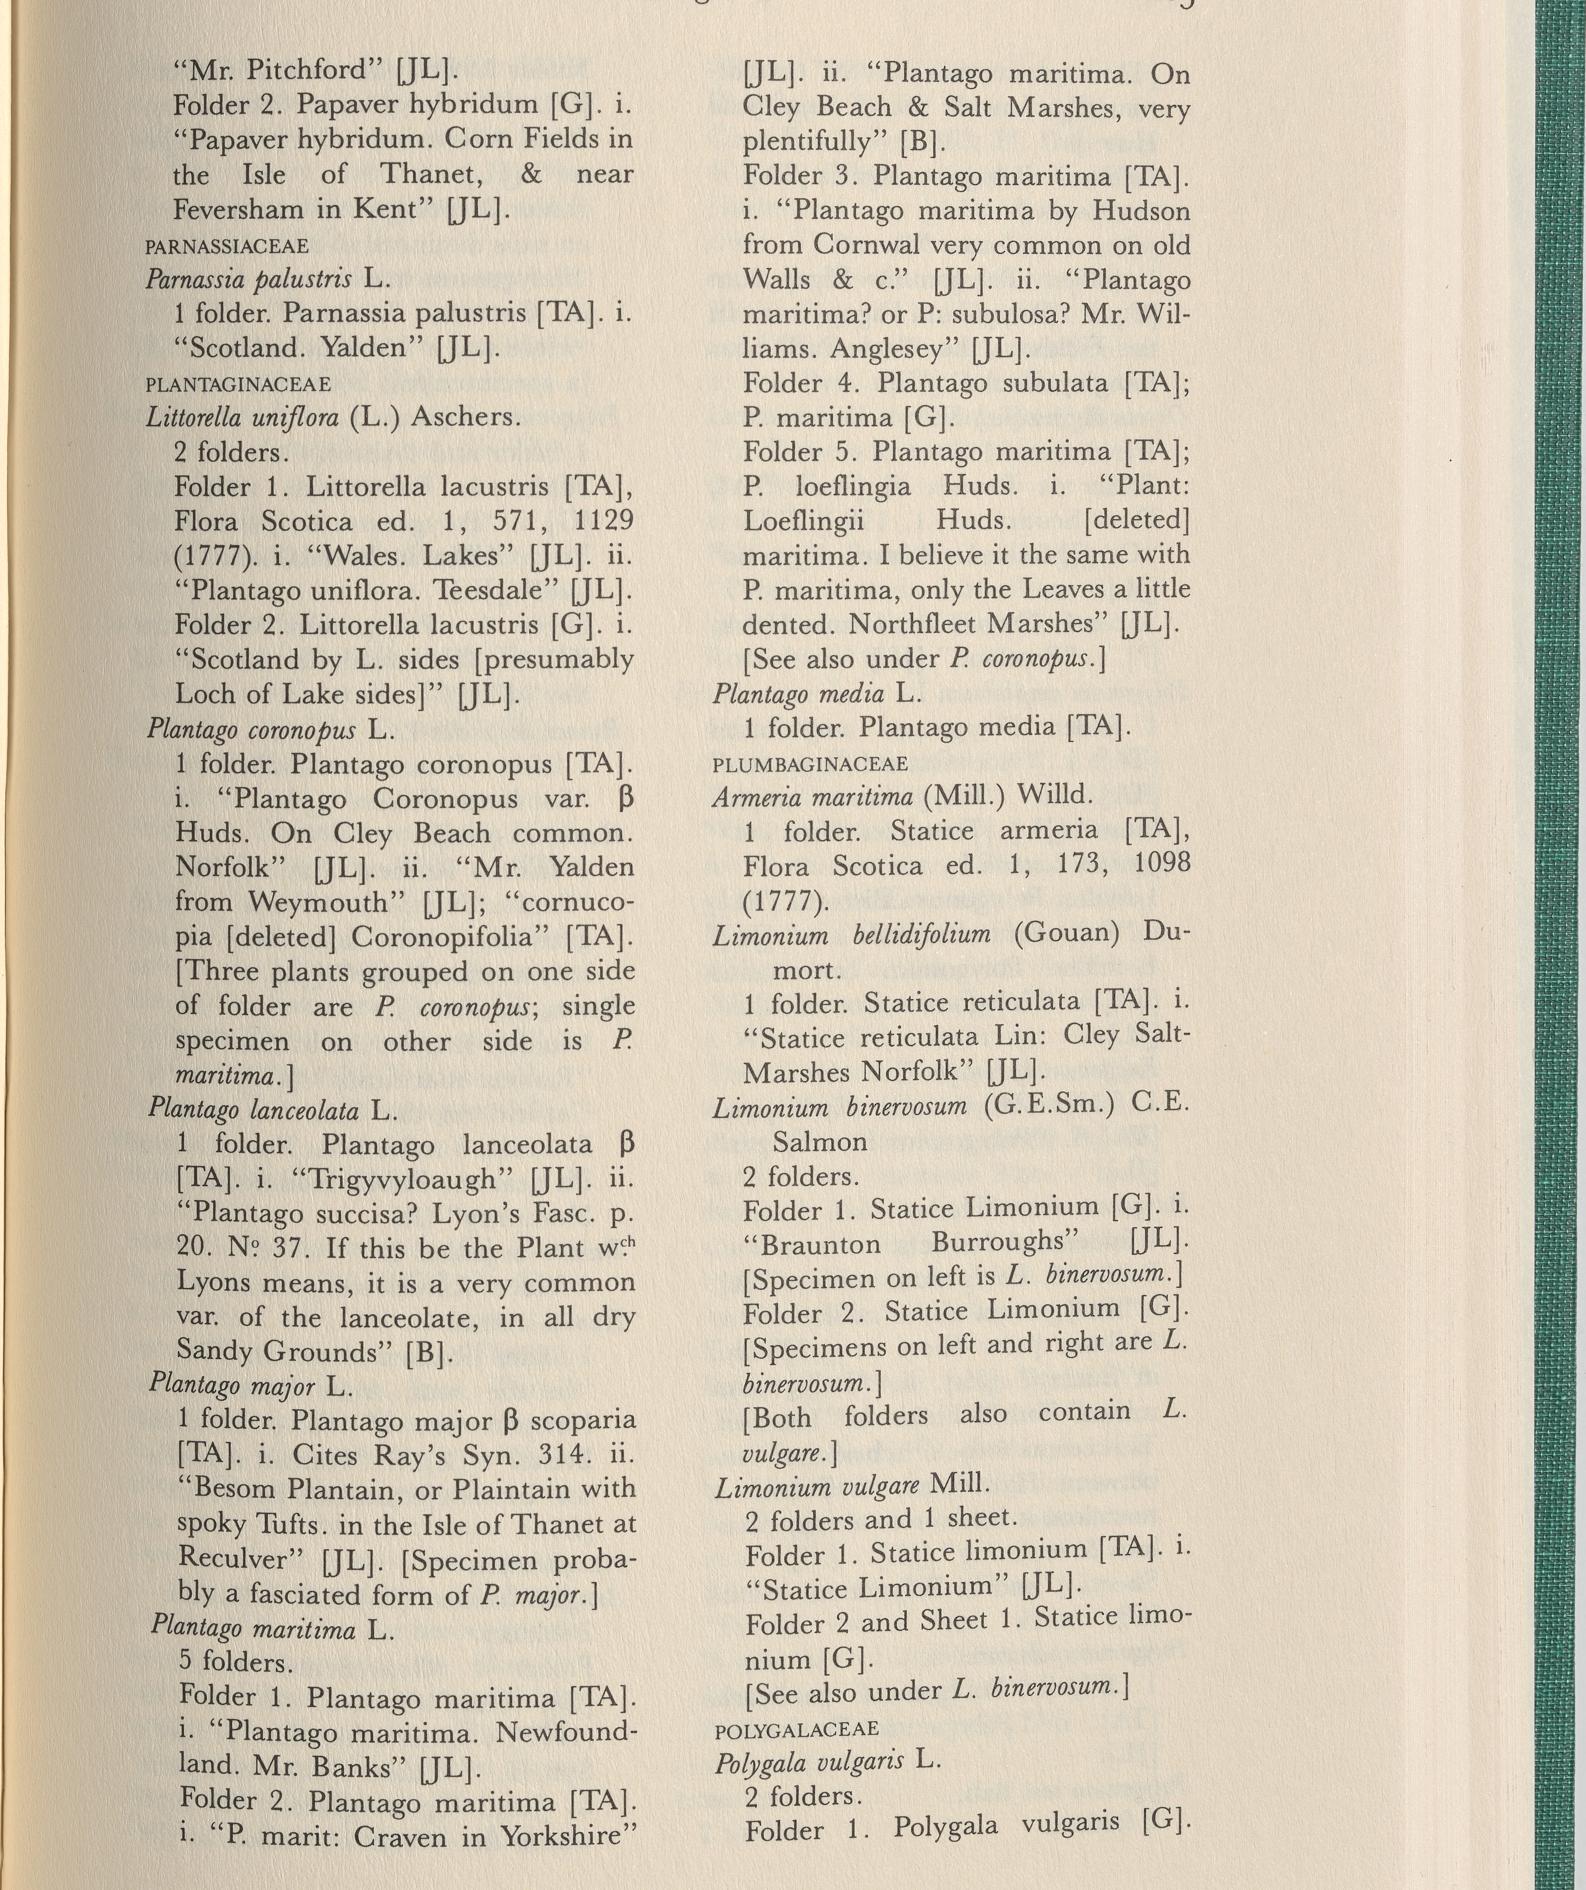 “Mr. Pitchford” [JL].
Folder 2. Papaver hybridum [G]. i.
“Papaver hybridum. Corn Fields in
the Isle of Thanet, & near
Feversham in Kent” [JL].
PARNASSIACEAE
Parnassia palustris L.
1 folder. Parnassia palustris [TA]. i.
“Scotland. Yalden” [JL].
PLANTAGINACEAE
Littorella uniflora (L.) Aschers.
2 folders.
Folder 1. Littorella lacustris [TA],
Flora Scotica ed. 1, 571, 1129
(1777). i. “Wales. Lakes” [JL]. ii.
“Plantago uniflora. Teesdale” [JL].
Folder 2. Littorella lacustris [G]. i.
“Scotland by L. sides [presumably
Loch of Lake sides]” [JL].
Plantago coronopus L.
1 folder. Plantago coronopus [TA].
i. “Plantago Coronopus var. β
Huds. On Cley Beach common.
Norfolk” [JL]. ii. “Mr. Yalden
from Weymouth” [JL]; “cornuco-
pia [deleted] Coronopifolia” [TA].
[Three plants grouped on one side
of folder are P. coronopus; single
specimen on other side is P.
maritima.]
Plantago lanceolata L.
1 folder. Plantago lanceolata β
[TA]. i. “Trigyvyloaugh” [JL]. ii.
“Plantago succisa? Lyon’s Fasc. p.
20. Nº 37. If this be the Plant w.ch
Lyons means, it is a very common
var. of the lanceolate, in all dry
Sandy Grounds” [B].
Plantago major L.
1 folder. Plantago major β scoparia
[TA]. i. Cites Ray’s Syn. 314. ii.
“Besom Plantain, or Plaintain with
spoky Tufts. in the Isle of Thanet at
Reculver” [JL]. [Specimen proba-
bly a fasciated form of P. major.]
Plantago maritima L.
5 folders.
Folder 1. Plantago maritima [TA].
i. “Plantago maritima. Newfound-
land. Mr. Banks” [JL].
Folder 2. Plantago maritima [TA].
i. “P. marit: Craven in Yorkshire”
[JL]. ii. “Plantago maritima. On
Cley Beach & Salt Marshes, very
plentifully” [B].
Folder 3. Plantago maritima [TA].
i. “Plantago maritima by Hudson
from Cornwal very common on old
Walls & c.” [JL]. ii. “Plantago
maritima? or P: subulosa? Mr. Wil-
liams. Anglesey” [JL].
Folder 4. Plantago subulata [TA];
P. maritima [G].
Folder 5. Plantago maritima [TA];
P. loeflingia Huds. i. “Plant:
Loeflingii Huds. [deleted]
maritima. I believe it the same with
P. maritima, only the Leaves a little
dented. Northfleet Marshes” [JL].
[See also under P. coronopus.]
Plantago media L.
1 folder. Plantago media [TA].
PLUMBAGINACEAE
Armeria maritima (Mill.) Willd.
1 folder. Statice armeria [TA],
Flora Scotica ed. 1, 173, 1098
(1777).
Limonium bellidifolium (Gouan) Du-
mort.
1 folder. Statice reticulata [TA]. i.
“Statice reticulata Lin: Cley Salt-
Marshes Norfolk” [JL].
Limonium binervosum (G.E.Sm.) C.E.
Salmon
2 folders.
Folder 1. Statice Limonium [G]. i.
“Braunton Burroughs” [JL].
[Specimen on left is L. binervosum.]
Folder 2. Statice Limonium [G].
[Specimens on left and right are L.
binervosum.]
[Both folders also contain L.
vulgare.]
Limonium vulgare Mill.
2 folders and 1 sheet.
Folder 1. Statice limonium [TA]. i.
“Statice Limonium” [JL].
Folder 2 and Sheet 1. Statice limo-
nium [G].
[See also under L. binervosum.]
POLYGALACEAE
Polygala vulgaris L.
2 folders.
Folder 1. Polygala vulgaris [G].